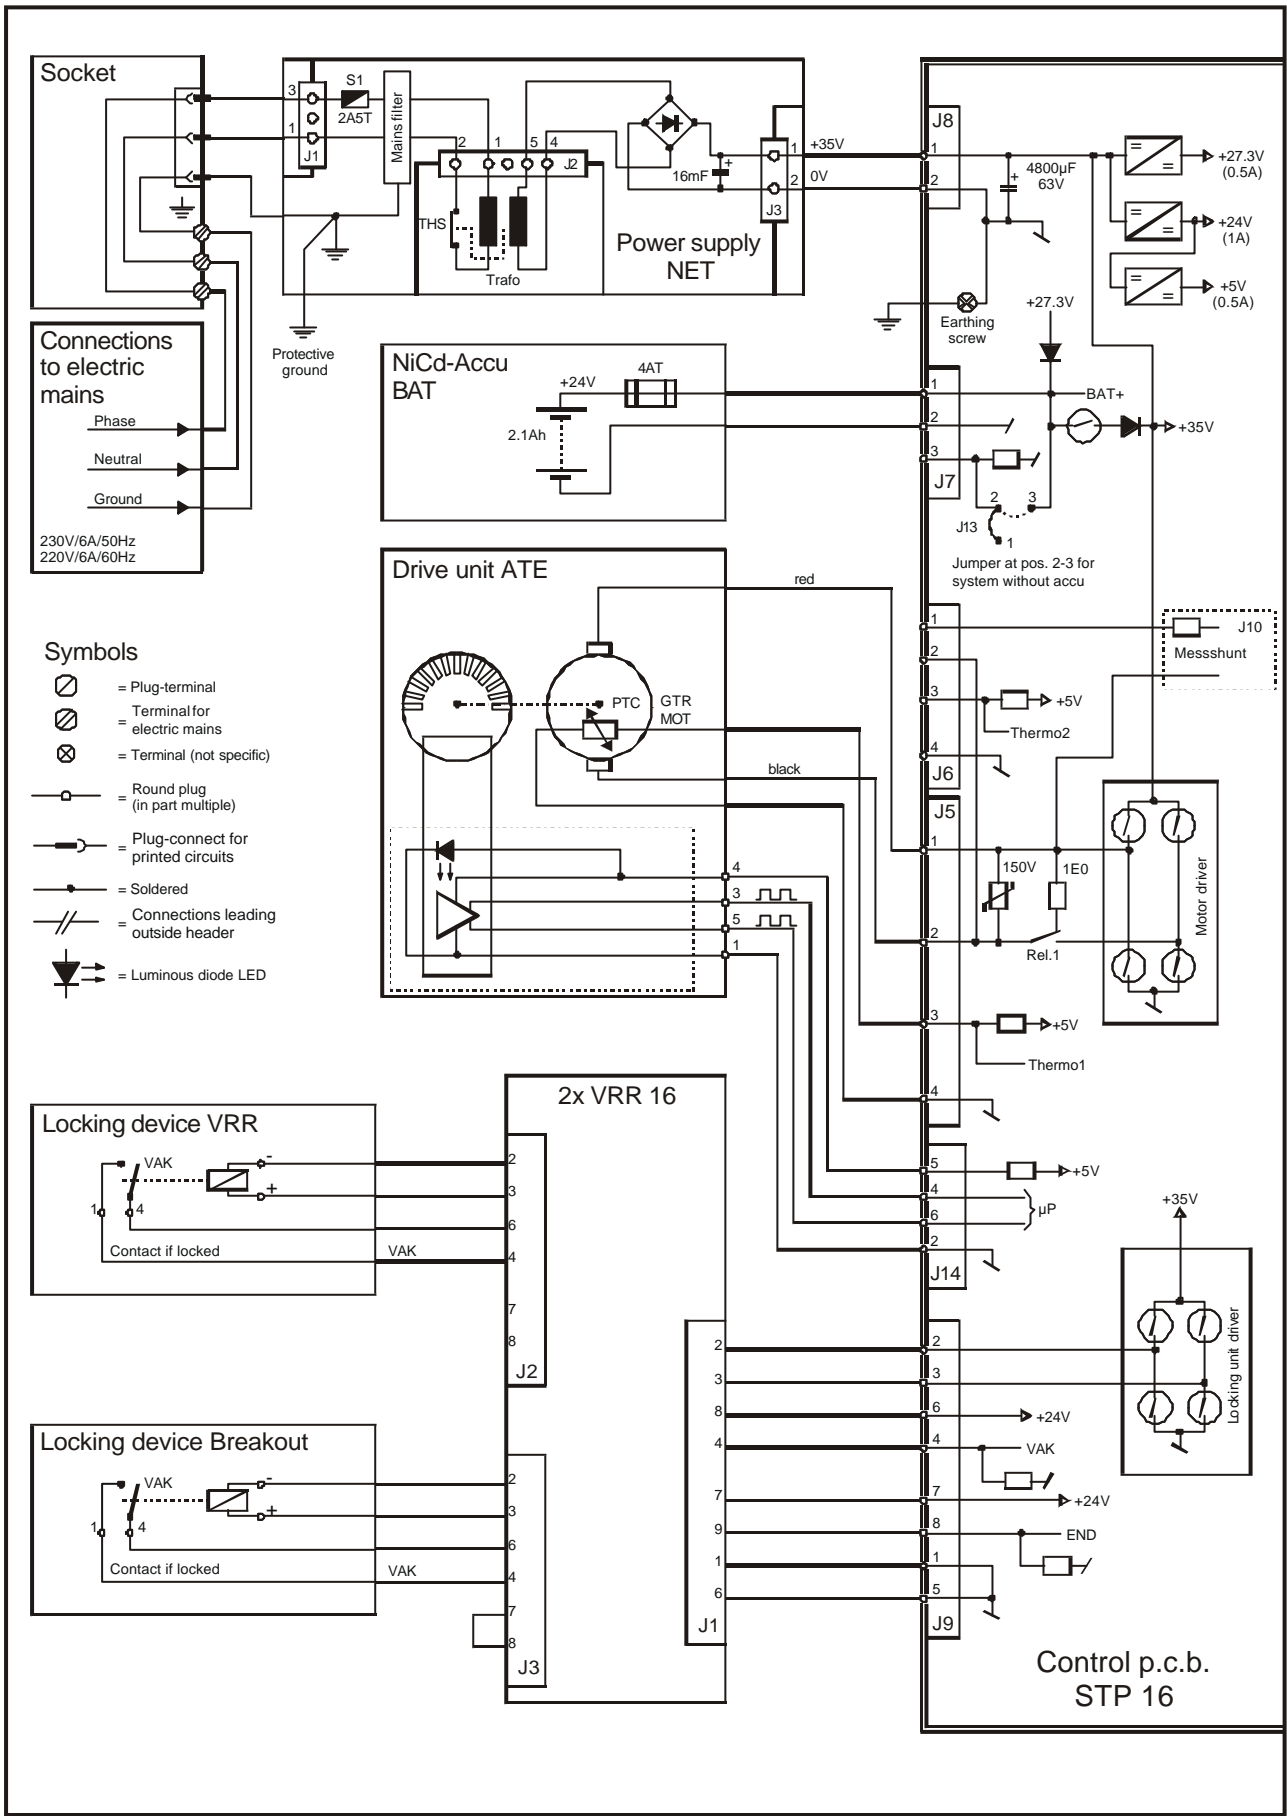 Socket
3
1
J1
S1
2A5T
Mains filter
2
1
5
4
J2
THS
Trafo
16mF
1
2
J3
Power supply
NET
+35V
0V
Protective
ground
J8
1
2
4800µF
63V
+
+
=
=
=
=
=
=
+27.3V
(0.5A)
+24V
(1A)
+5V
(0.5A)
Earthing
screw
+27.3V
Connections
to electric
mains
Phase
Neutral
Ground
230V/6A/50Hz
220V/6A/60Hz
NiCd-Accu
BAT
+24V
4AT
2.1Ah
1
2
3
J7
BAT+
+35V
2
3
J13
1
Jumper at pos. 2-3 for
system without accu
Drive unit ATE
red
PTC
GTR
MOT
black
4
3
5
1
Symbols
= Plug-terminal
= Terminal for
electric mains
= Terminal (not specific)
= Round plug
(in part multiple)
= Plug-connect for
printed circuits
= Soldered
= Connections leading
outside header
= Luminous diode LED
1
2
3
4
J6
J10
Messshunt
+5V
Thermo2
J5
1
2
3
4
150V
1E0
Rel.1
Motor driver
+5V
Thermo1
5
4
6
2
J14
+5V
µP
+35V
Locking unit driver
2x VRR 16
Locking device VRR
VAK
-
+
1
4
Contact if locked
VAK
2
3
6
4
7
8
J2
Locking device Breakout
VAK
-
+
1
4
Contact if locked
VAK
2
3
6
4
7
8
J3
2
3
8
4
7
9
1
6
J1
2
3
6
4
7
8
1
5
J9
+24V
VAK
+24V
END
Control p.c.b.
STP 16